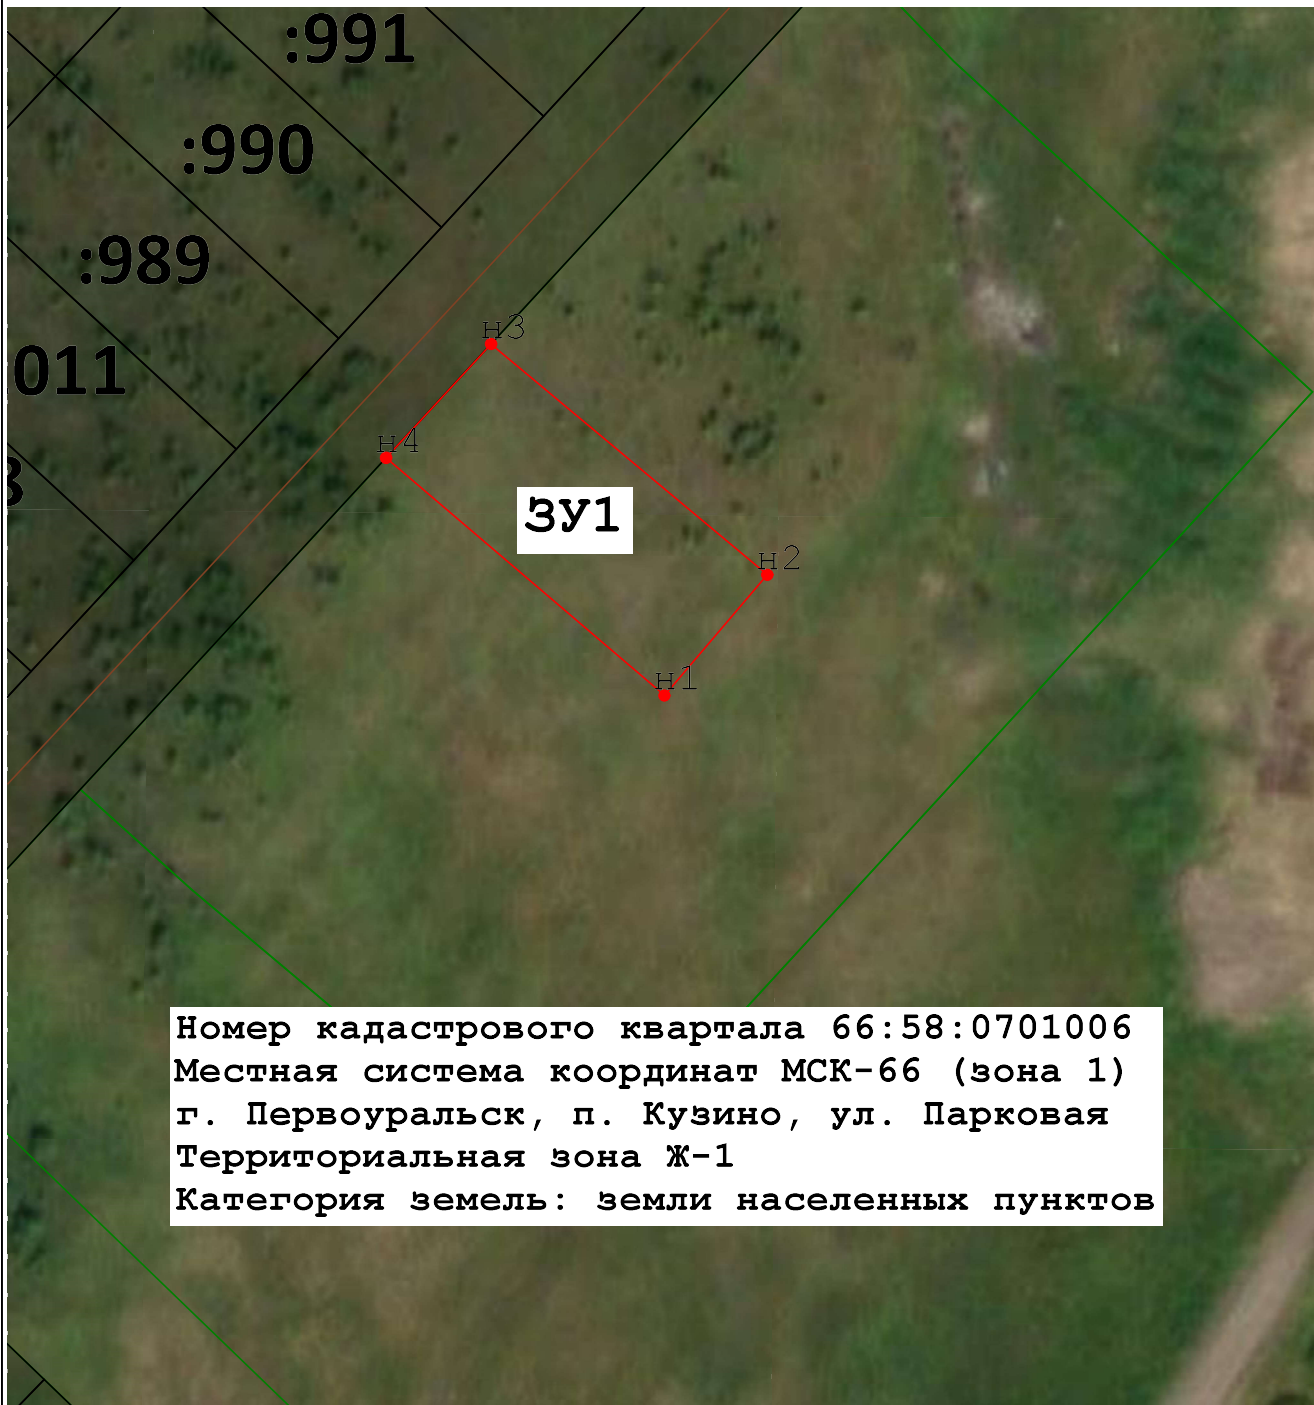 :991
:990
:989
011
н3
н4
ЗУ1
н2
н1
Номер кадастрового квартала 66:58:0701006
Местная система координат МСК-66 (зона 1)
г. Первоуральск, п. Кузино, ул. Парковая
Территориальная зона Ж-1
Категория земель: земли населенных пунктов